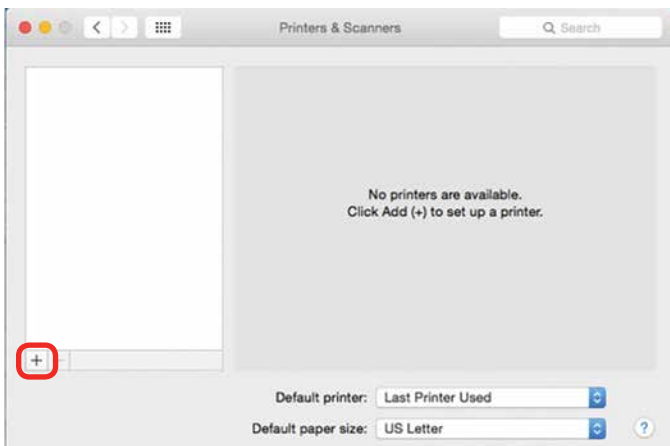 Printers & Scanners
Search
No printers are available.
Click Add (+) to set up a printer.
+
−
Default printer: Last Printer Used
Default paper size: US Letter
?